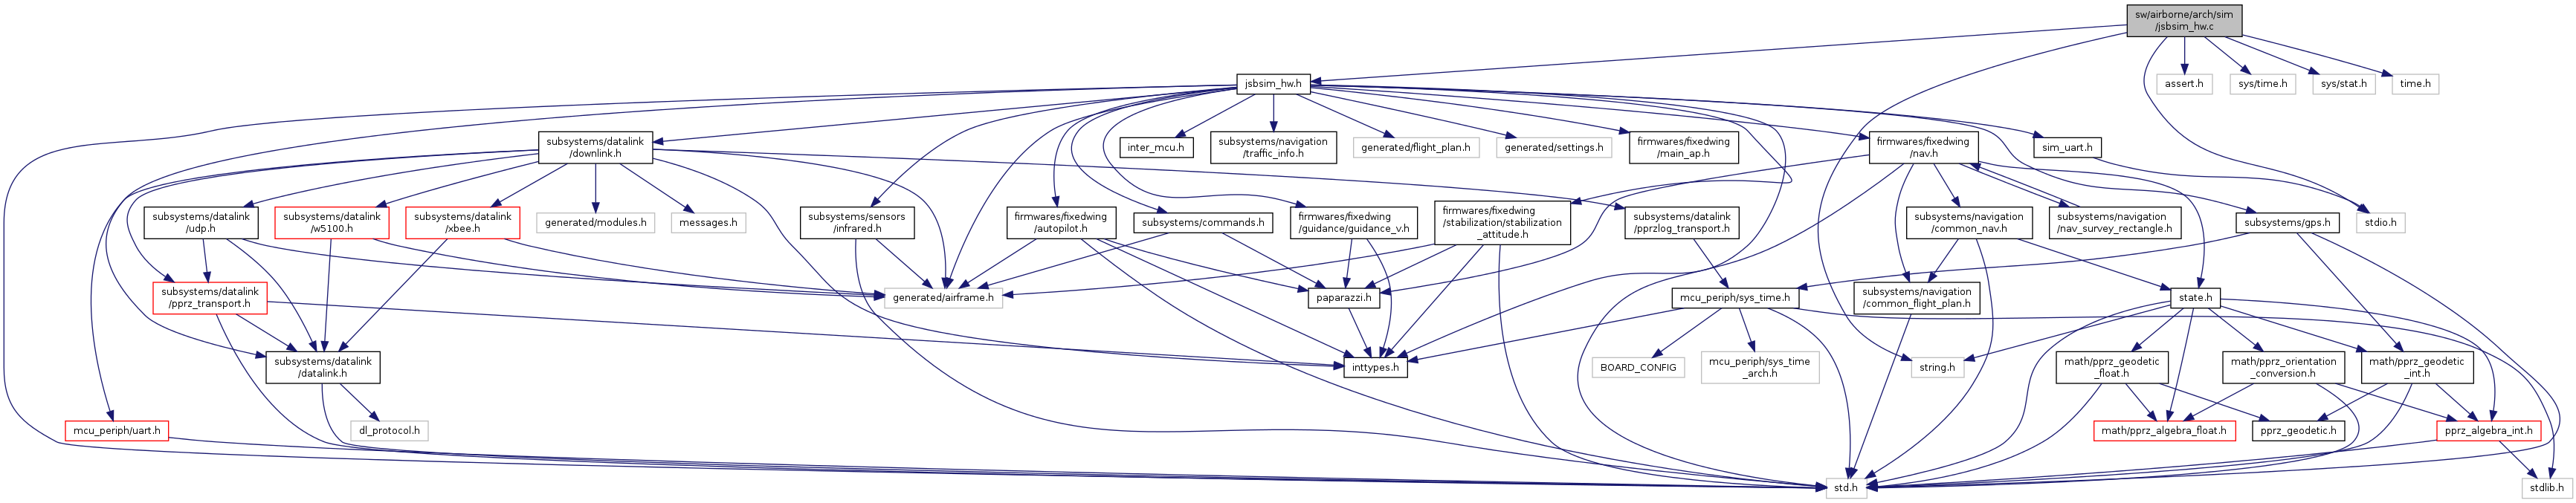 sw/airborne/arch/sim
/jsbsim_hw.c
jsbsim_hw.h
assert.h
sys/time.h
sys/stat.h
time.h
subsystems/datalink
/downlink.h
inter_mcu.h
subsystems/navigation
/traffic_info.h
generated/flight_plan.h
generated/settings.h
firmwares/fixedwing
/main_ap.h
firmwares/fixedwing
/nav.h
sim_uart.h
subsystems/datalink
/udp.h
subsystems/datalink
/w5100.h
subsystems/datalink
/xbee.h
generated/modules.h
messages.h
subsystems/sensors
/infrared.h
firmwares/fixedwing
/autopilot.h
subsystems/commands.h
firmwares/fixedwing
/guidance/guidance_v.h
firmwares/fixedwing
/stabilization/stabilization
_attitude.h
subsystems/datalink
/pprzlog_transport.h
subsystems/navigation
/common_nav.h
subsystems/navigation
/nav_survey_rectangle.h
subsystems/gps.h
stdio.h
subsystems/datalink
/pprz_transport.h
generated/airframe.h
paparazzi.h
mcu_periph/sys_time.h
subsystems/navigation
/common_flight_plan.h
state.h
subsystems/datalink
/datalink.h
inttypes.h
BOARD_CONFIG
mcu_periph/sys_time
_arch.h
string.h
math/pprz_geodetic
_float.h
math/pprz_orientation
_conversion.h
math/pprz_geodetic
_int.h
mcu_periph/uart.h
dl_protocol.h
math/pprz_algebra_float.h
pprz_geodetic.h
pprz_algebra_int.h
std.h
stdlib.h